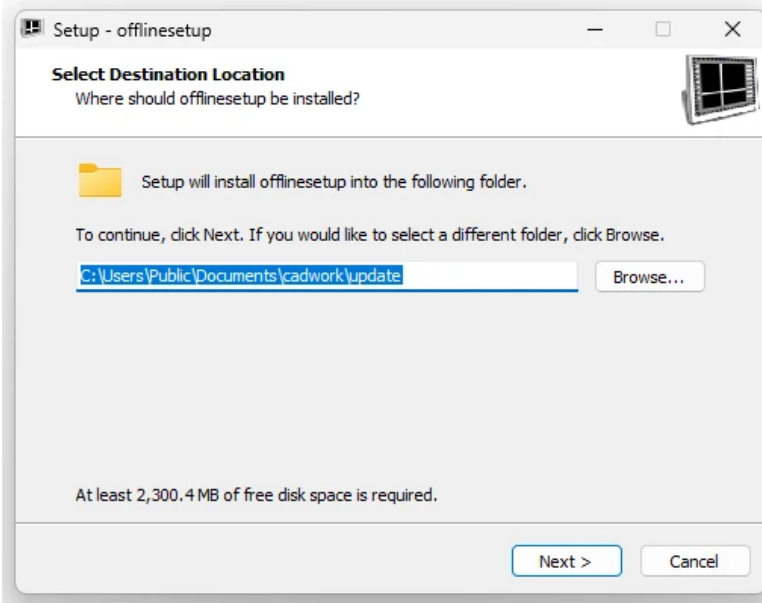 Setup - offlinesetup
Select Destination Location
Where should offlinesetup be installed?
Setup will install offlinesetup into the following folder.
To continue, click Next. If you would like to select a different folder, click Browse.
C:\Users\Public\Documents\cadwork\update
Browse...
At least 2,300.4 MB of free disk space is required.
Next >
Cancel